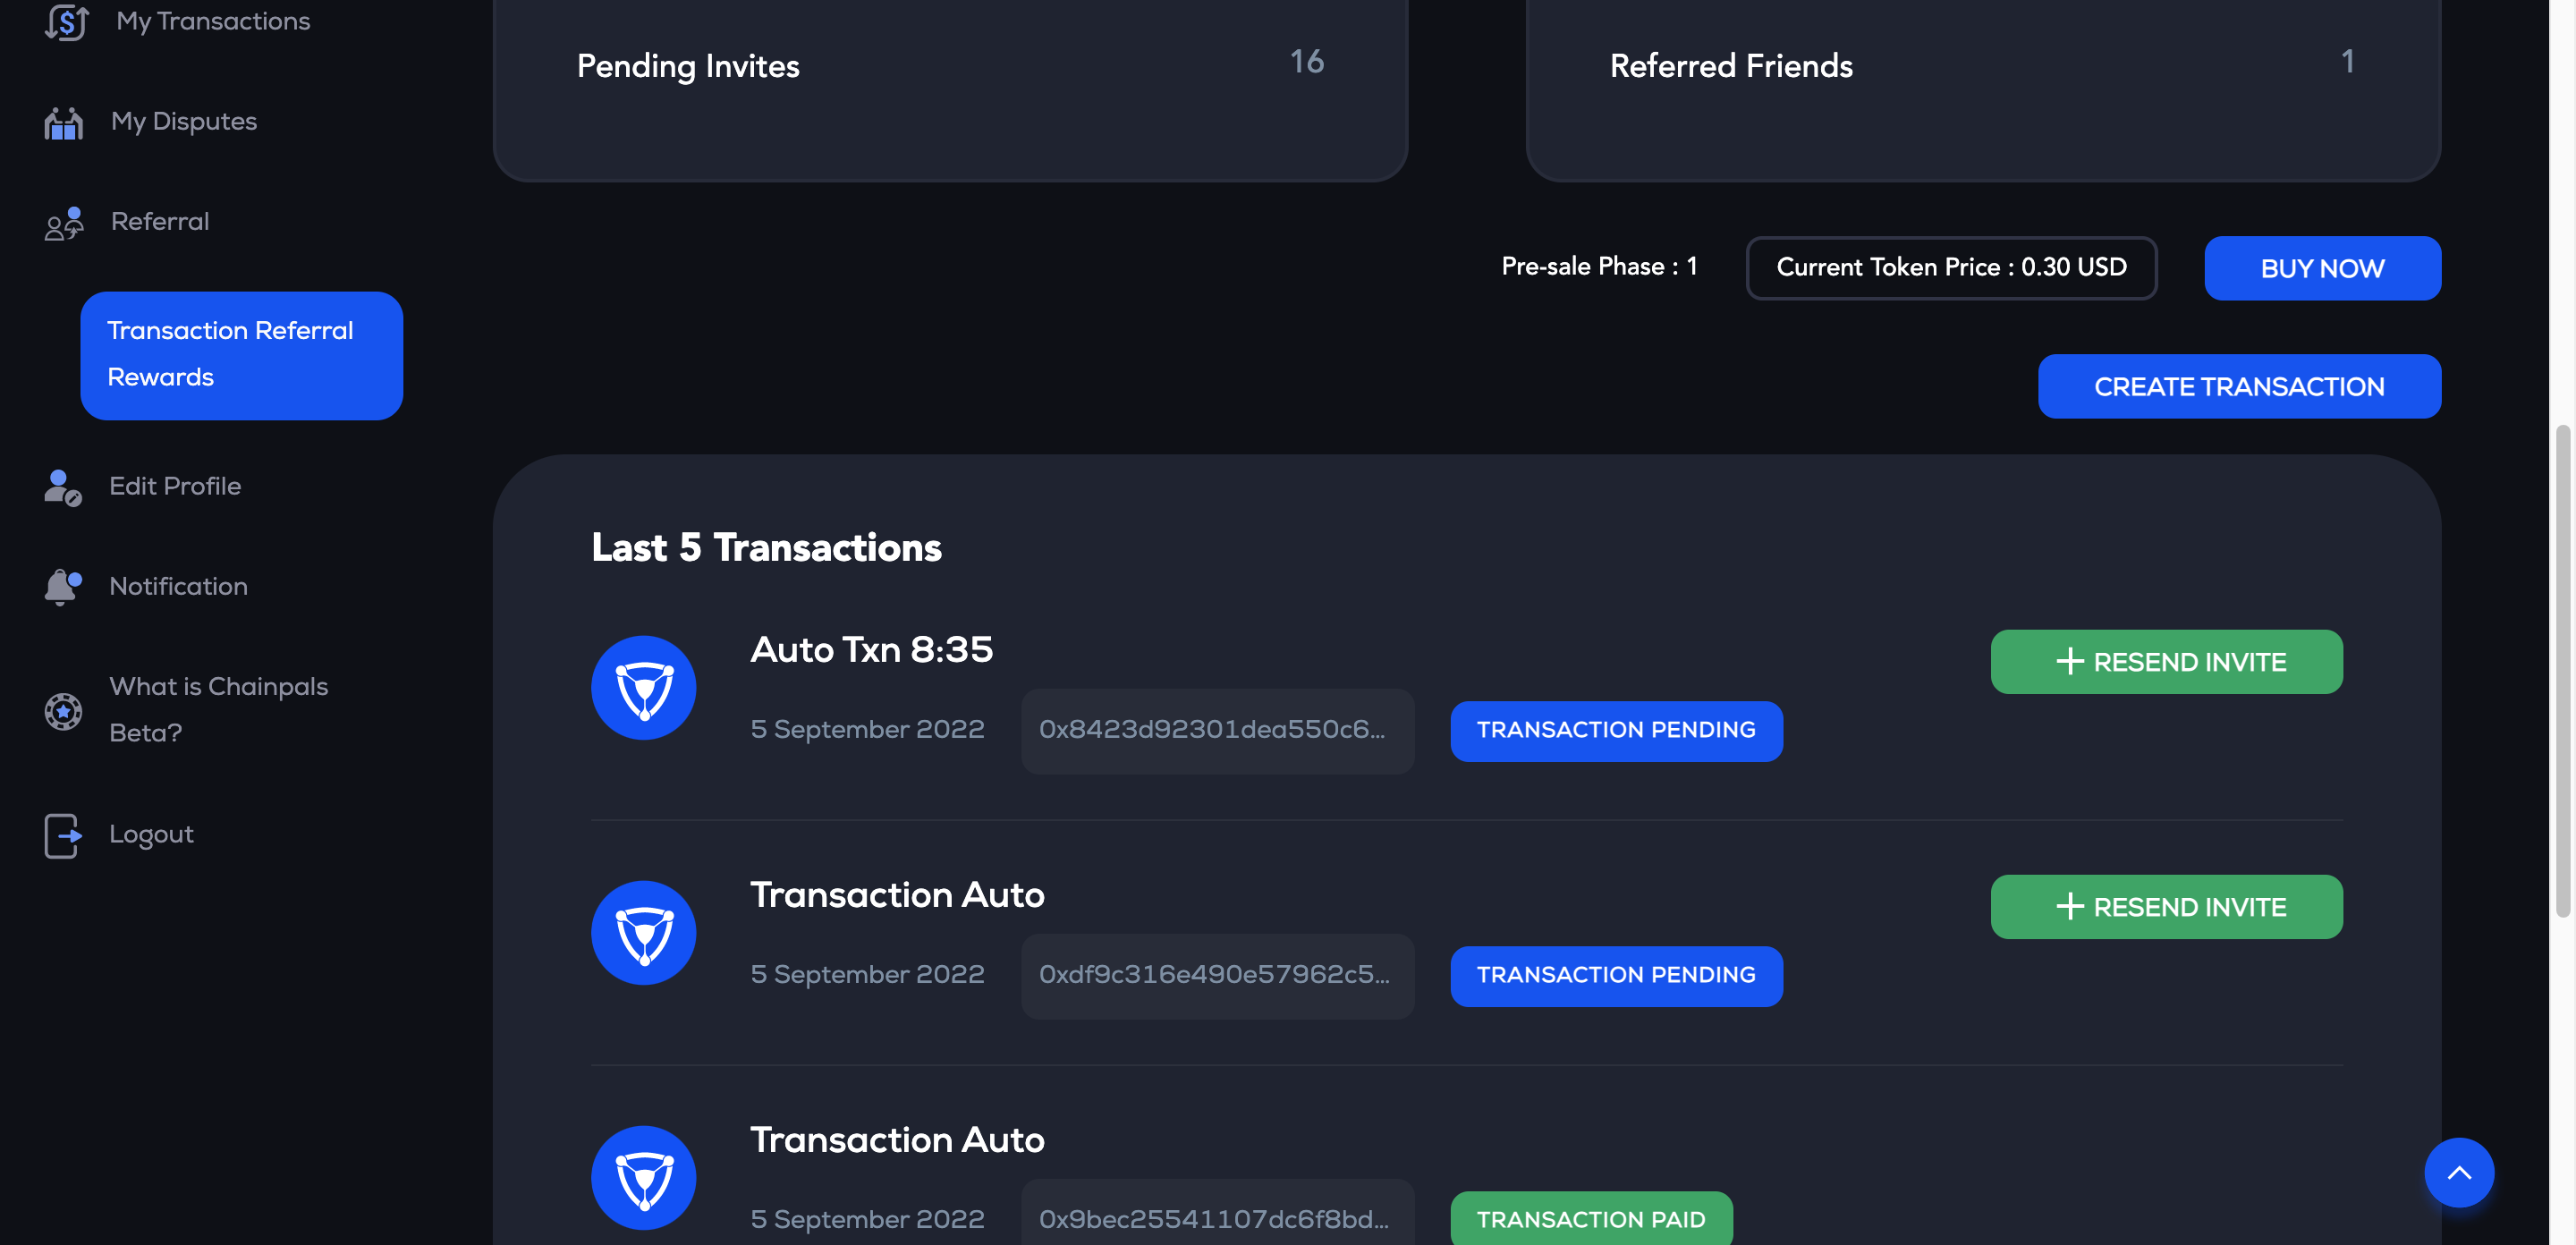 My Transactions
My Disputes
Referral
Transaction Referral
Rewards
Edit Profile
Notification
What is Chainpals
Beta?
Logout
Pending Invites 16
Referred Friends 1
Pre-sale Phase : 1
Current Token Price : 0.30 USD
BUY NOW
CREATE TRANSACTION
Last 5 Transactions
Auto Txn 8:35
5 September 2022 0x8423d92301dea550c6... TRANSACTION PENDING
+ RESEND INVITE
Transaction Auto
5 September 2022 0xdf9c316e490e57962c5... TRANSACTION PENDING
+ RESEND INVITE
Transaction Auto
5 September 2022 0x9bec25541107dc6f8bd... TRANSACTION PAID